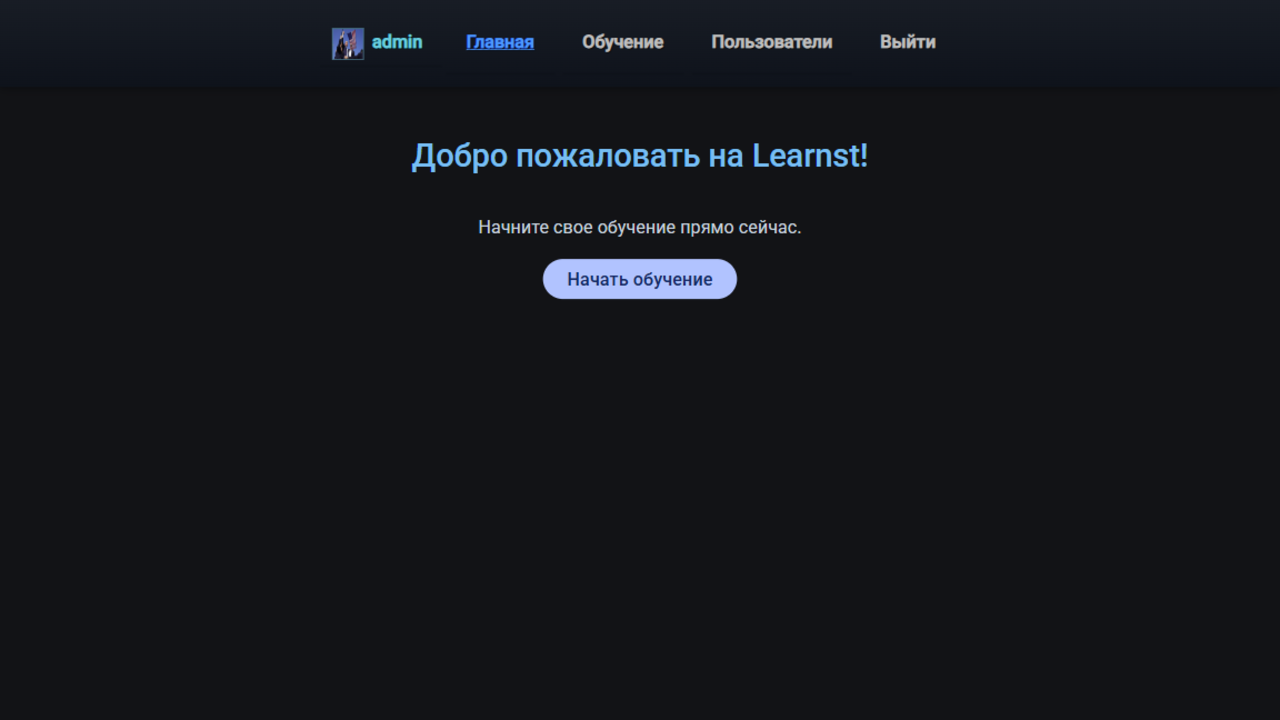 admin Главная Обучение Пользователи Выйти
Добро пожаловать на Learnst!
Начните свое обучение прямо сейчас.
Начать обучение